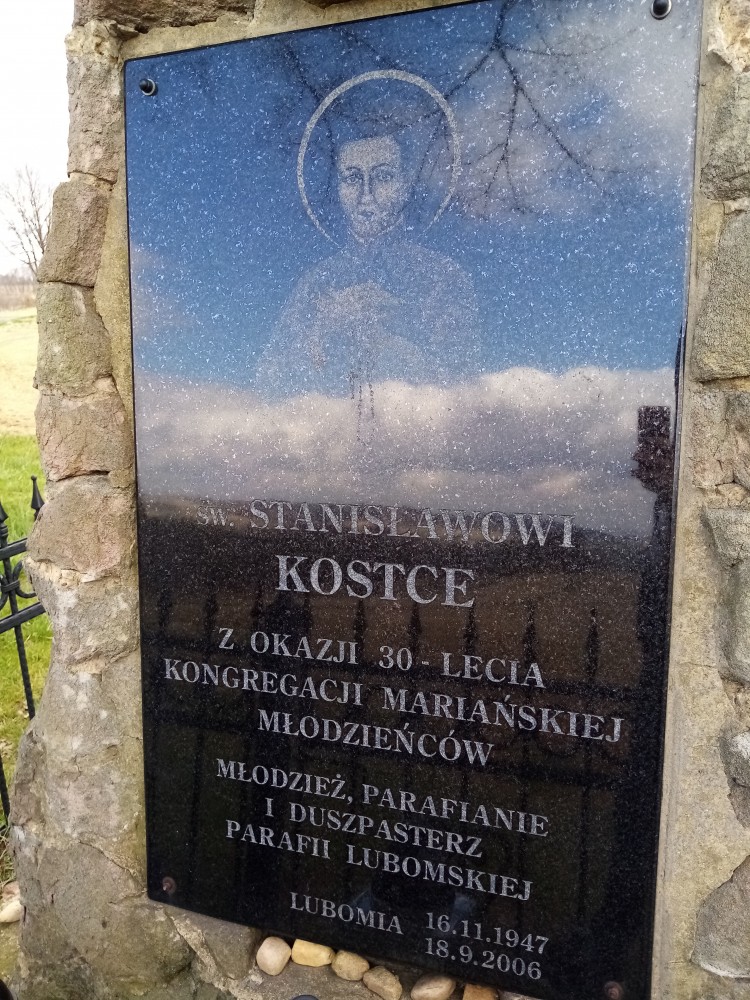 ŚW. STANISŁAWOWI
KOSTCE
Z OKAZJI 30-LECIA
KONGREGACJI MARIAŃSKIEJ
MŁODZIEŃCÓW
MŁODZIEŻ, PARAFIANIE
I DUSZPASTERZ
PARAFII LUBOMSKIEJ
LUBOMIA 16.11.1947
18.9.2006